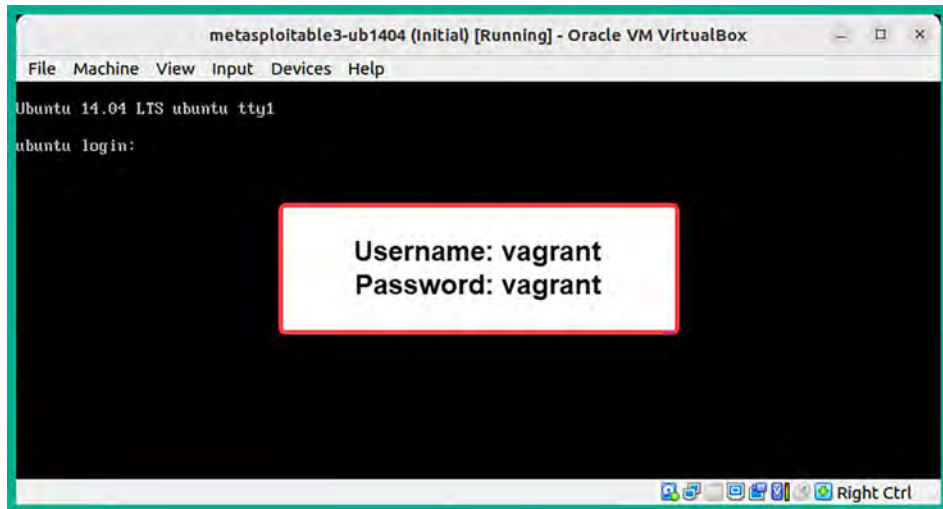 metasploitable3-ub1404 (Initial) [Running] - Oracle VM VirtualBox
File Machine View Input Devices Help
Ubuntu 14.04 LTS ubuntu tty1
ubuntu login:
Username: vagrant
Password: vagrant
Right Ctrl